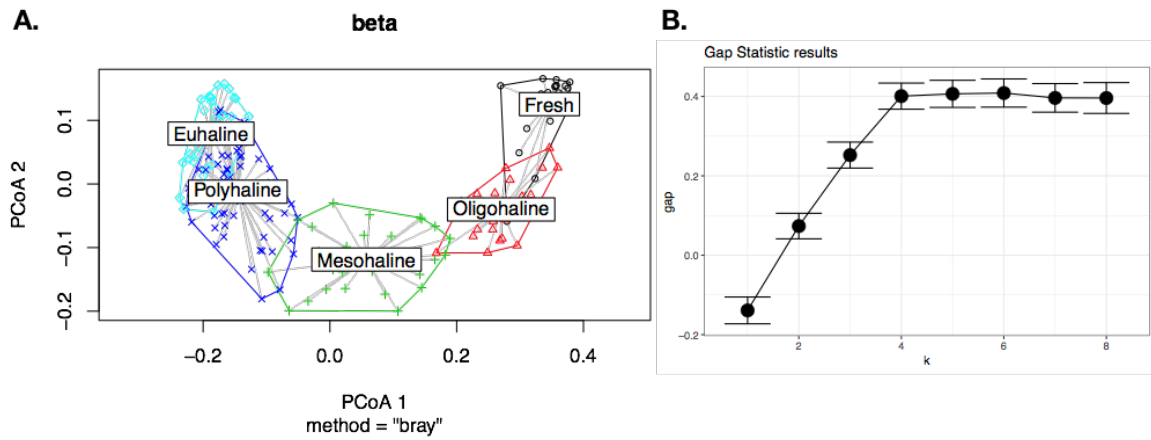 A.
beta
Euhaline
Polyhaline
Mesohaline
Oligohaline
Fresh
PCoA 2
0.1
0.0
−0.1
−0.2
−0.2
0.0
0.2
0.4
PCoA 1
method = "bray"
B.
Gap Statistic results
gap
0.4
0.2
0.0
-0.2
2
4
6
8
k